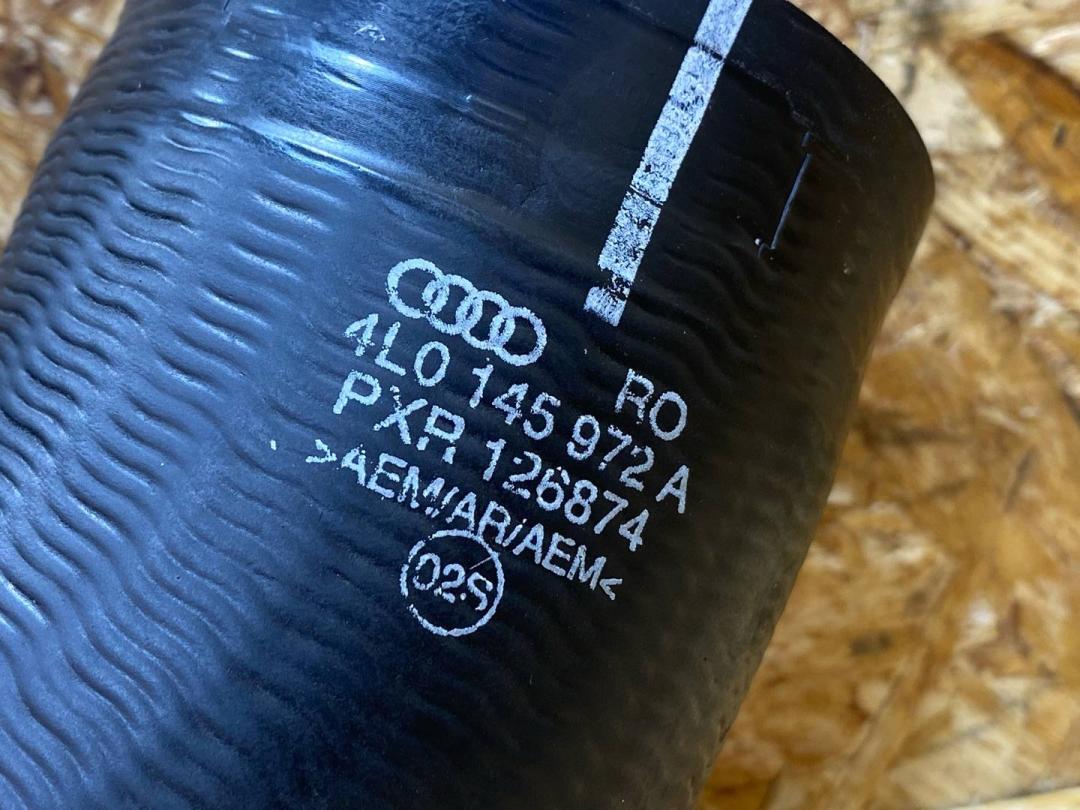 RO
4L0 145 972 A
PXR 126874
>AEM/AR/AEM<
02S